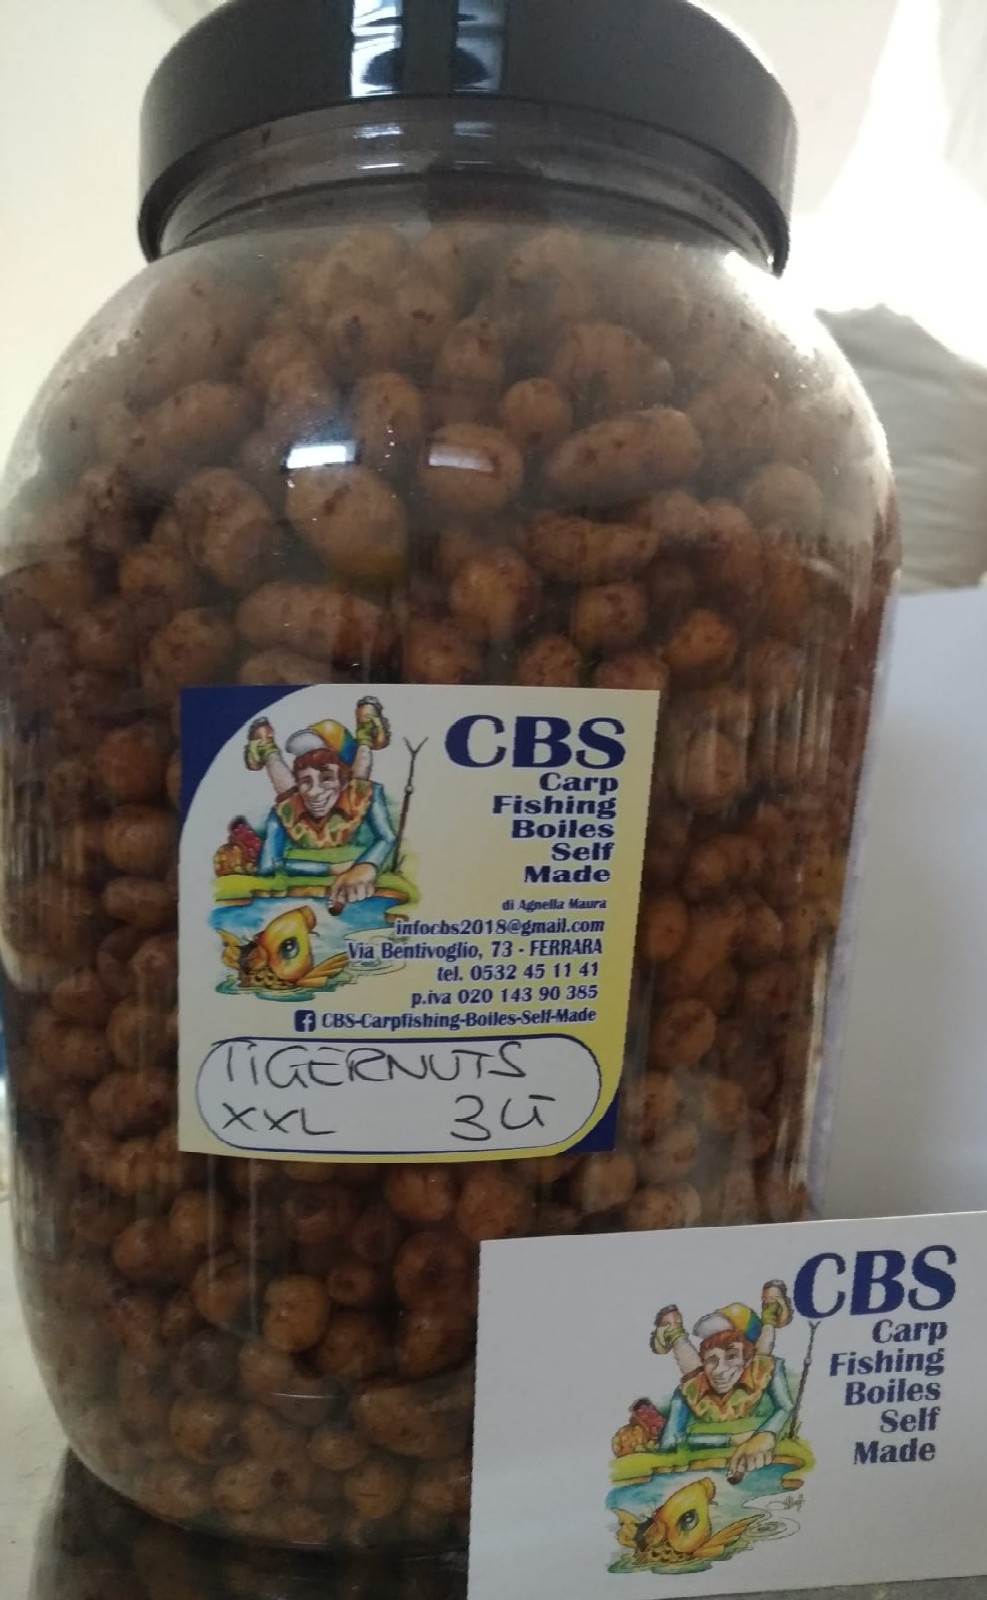 CBS
Carp
Fishing
Boiles
Self
Made
di Agnella Maura
infocbs2018@gmail.com
Via Bentivoglio, 73 - FERRARA
tel. 0532 45 11 41
p.iva 020 143 90 385
CBS-Carpfishing-Boiles-Self-Made
TIGERNUTS
XXL 3LT
CBS
Carp
Fishing
Boiles
Self
Made